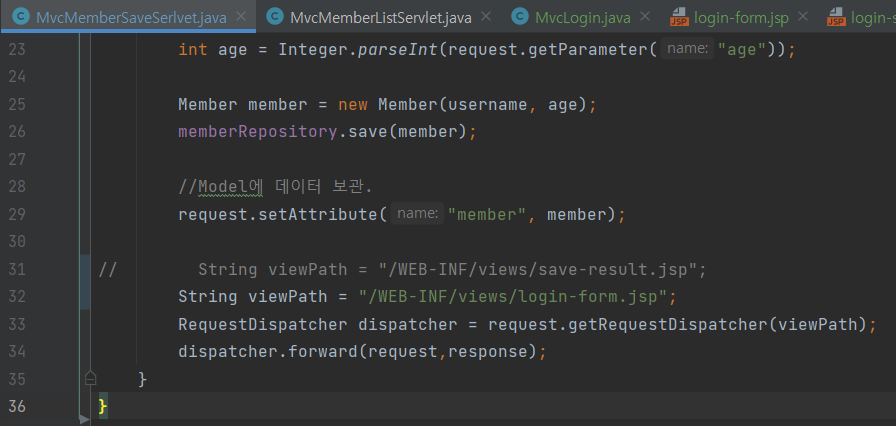 MvcMemberSaveSerlvet.java MvcMemberListServlet.java MvcLogin.java login-form.jsp login-s
23 int age = Integer.parseInt(request.getParameter( name: "age"));
24
25 Member member = new Member(username, age);
26 memberRepository.save(member);
27
28 //Model에 데이터 보관.
29 request.setAttribute( name: "member", member);
30
31 // String viewPath = "/WEB-INF/views/save-result.jsp";
32 String viewPath = "/WEB-INF/views/login-form.jsp";
33 RequestDispatcher dispatcher = request.getRequestDispatcher(viewPath);
34 dispatcher.forward(request,response);
35 }
36 }